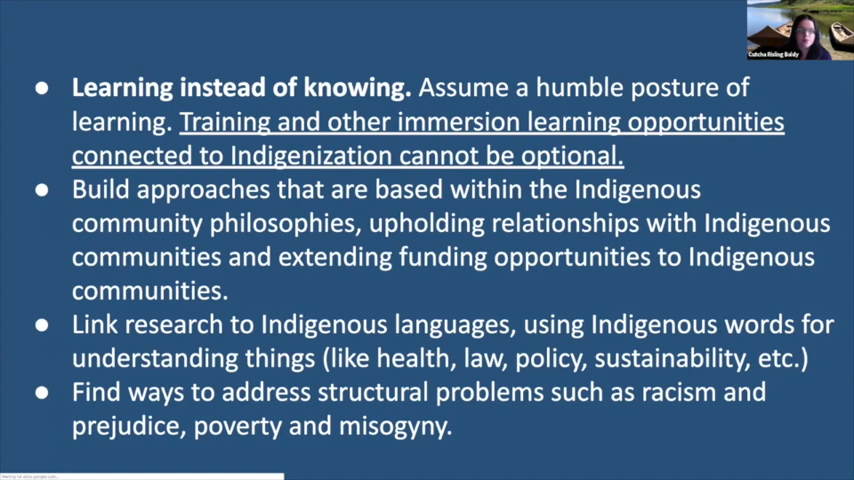 Cutcha Risling Baldy
● Learning instead of knowing. Assume a humble posture of
learning. Training and other immersion learning opportunities
connected to Indigenization cannot be optional.
● Build approaches that are based within the Indigenous
community philosophies, upholding relationships with Indigenous
communities and extending funding opportunities to Indigenous
communities.
● Link research to Indigenous languages, using Indigenous words for
understanding things (like health, law, policy, sustainability, etc.)
● Find ways to address structural problems such as racism and
prejudice, poverty and misogyny.